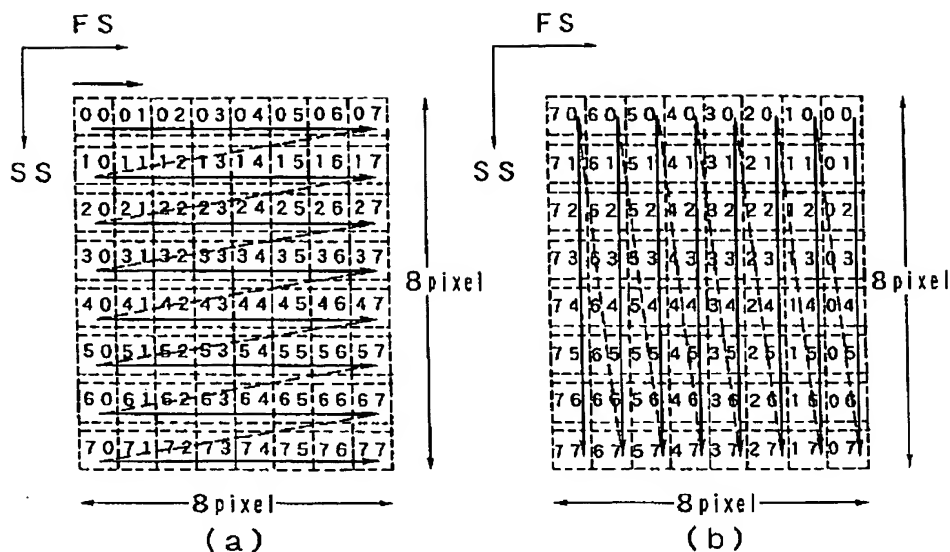 FS
SS
00 01 02 03 04 05 06 07
10 11 12 13 14 15 16 17
20 21 22 23 24 25 26 27
30 31 32 33 34 35 36 37
40 41 42 43 44 45 46 47
50 51 52 53 54 55 56 57
60 61 62 63 64 65 66 67
70 71 72 73 74 75 76 77
8pixel
8pixel
(a)
FS
SS
70 60 50 40 30 20 10 00
71 61 51 41 31 21 11 01
72 62 52 42 32 22 12 02
73 63 53 43 33 23 13 03
74 64 54 44 34 24 14 04
75 65 55 45 35 25 15 05
76 66 56 46 36 26 16 06
77 67 57 47 37 27 17 07
8pixel
8pixel
(b)